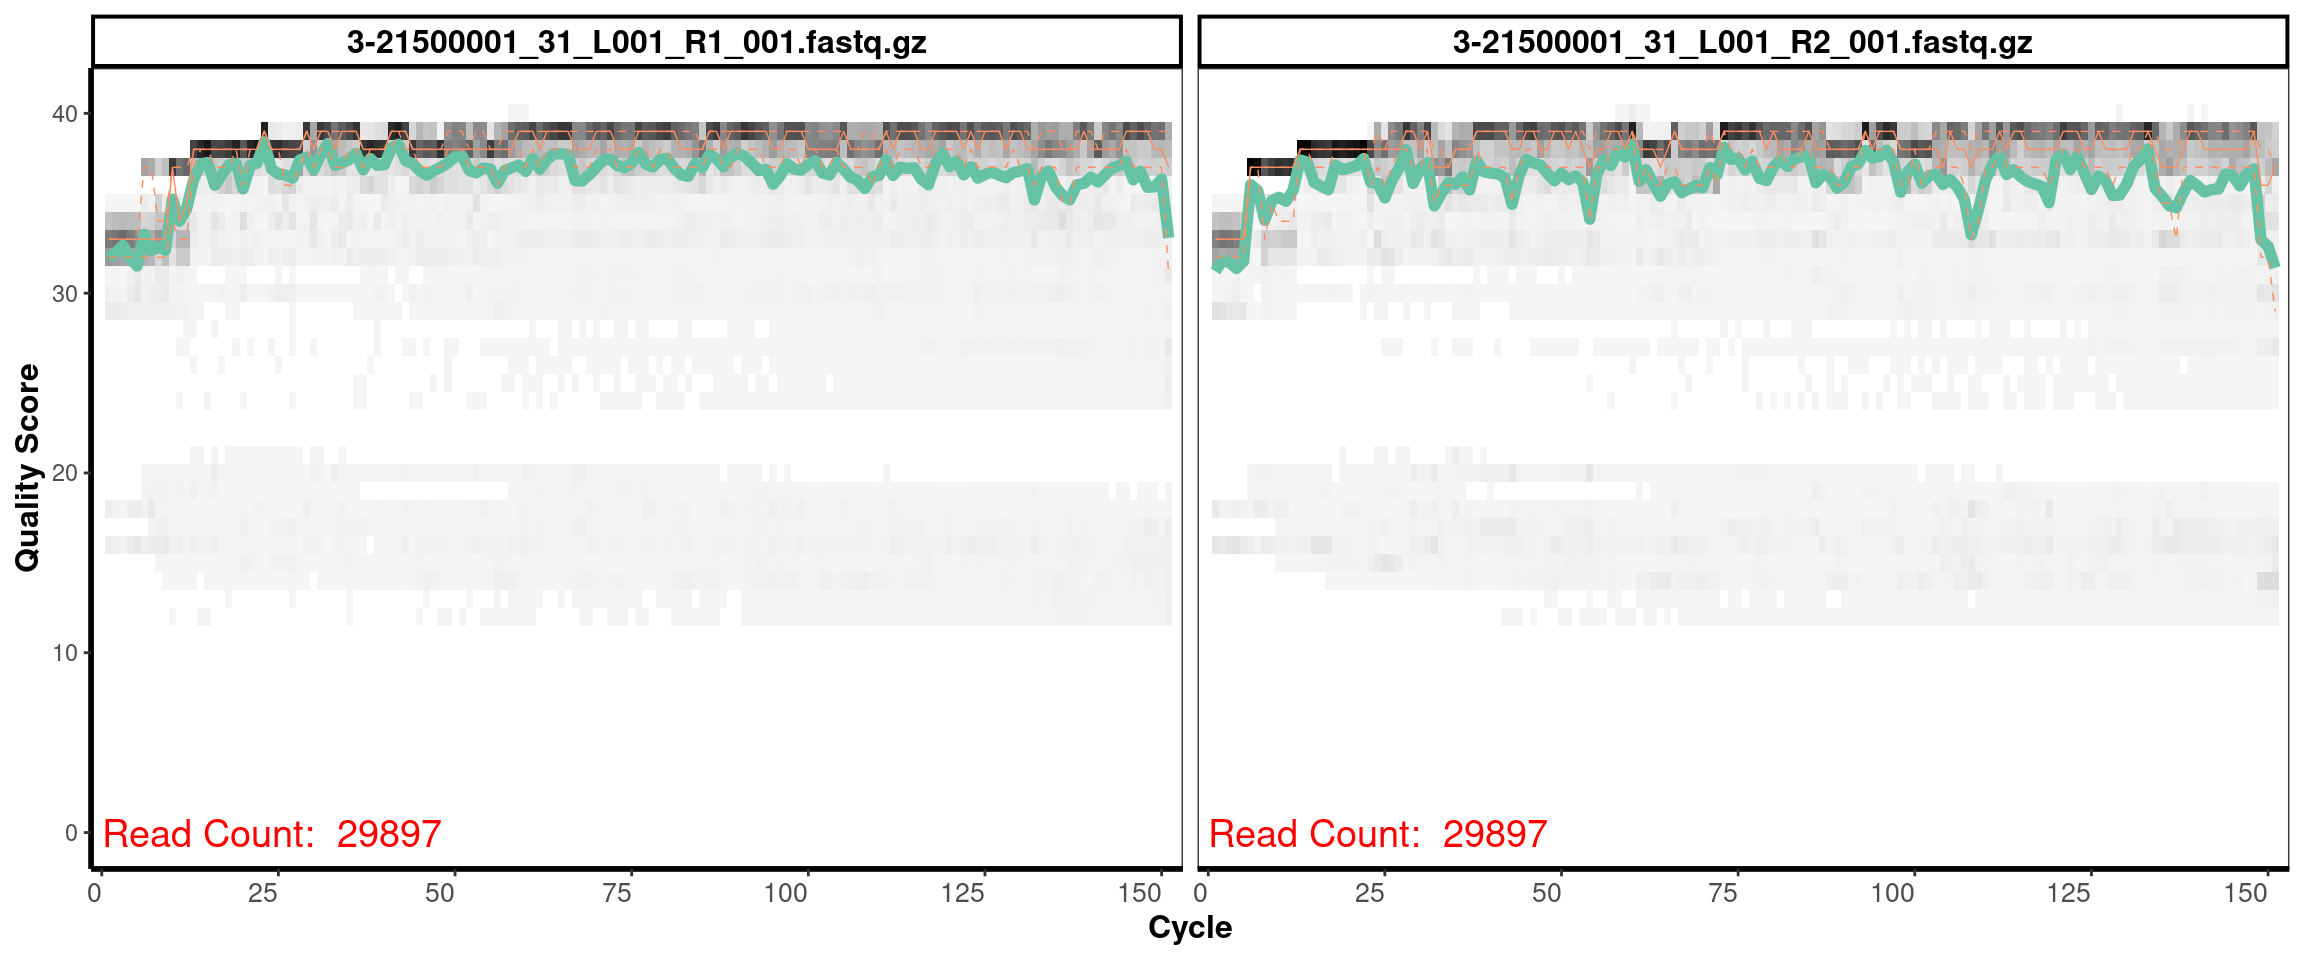 3-21500001_31_L001_R1_001.fastq.gz
3-21500001_31_L001_R2_001.fastq.gz
Quality Score
40
30
20
10
0
Read Count:  29897
Read Count:  29897
0 25 50 75 100 125 150
0 25 50 75 100 125 150
Cycle